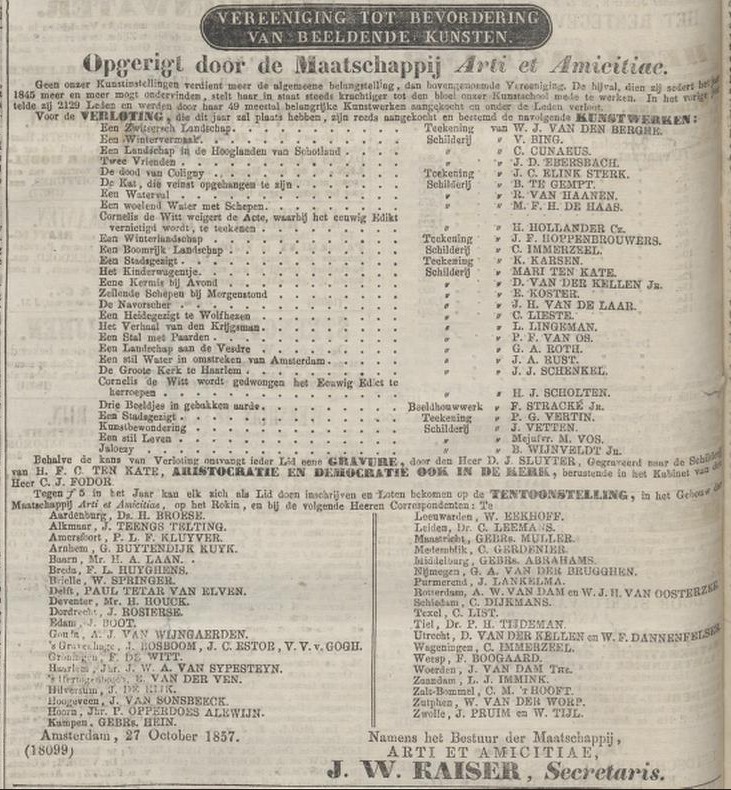 VEREENIGING TOT BEVORDERING
VAN BEELDENDE KUNSTEN.
Opgerigt door de Maatschappij Arti et Amicitiae.
Geen onzer Kunstinstellingen verdient meer de algemeene belangstelling, dan bovengenoemde Vereeniging. De bijval, dien zij sedert het
1845 meer en meer mogt ondervinden, stelt haar in staat steeds krachtiger tot den bloei onzer Kunstschool mede te werken. In het vorige
telde zij 2129 Leden en werden door haar 49 meestal belangrijke Kunstwerken aangekocht en onder de Leden verloot.
Voor de VERLOTING, die dit jaar zal plaats hebben, zijn reeds aangekocht en bestemd de navolgende KUNSTWERKEN:
Een Zwitersch Landschap . . . Teekening van W. J. VAN DEN BERGHE.
Een Wintervermaak . . . Schilderij „ V. BING.
Een Landschap in de Hooglanden van Schotland . . . „ „ C. CUNAEUS.
Twee Vrienden . . . „ „ J. D. EBERSBACH.
De dood van Coligny . . . Teekening „ J. C. ELINK STERK.
De Kat, die veinst opgehangen te zijn . . . Schilderij „ B. TE GEMPT.
Een Waterval . . . „ „ R. VAN HAANEN.
Een woelend Water met Schepen . . . „ „ M. F. H. DE HAAS.
Cornelis de Witt weigert de Acte, waarbij het eeuwig Edikt
vernietigd wordt, te teekenen . . . „ „ H. HOLLANDER Cz.
Een Winterlandschap . . . Teekening „ J. F. HOPPENBROUWERS.
Een Boomrijk Landschap . . . Schilderij „ C. IMMERZEEL.
Een Stadsgezigt . . . Teekening „ K. KARSEN.
Het Kinderwagentje . . . Schilderij „ MARI TEN KATE.
Eene Kermis bij Avond . . . „ „ D. VAN DER KELLEN Jr.
Zeilende Schepen bij Morgenstond . . . „ „ E. KOSTER.
De Navorscher . . . „ „ J. H. VAN DE LAAR.
Een Heidegezigt te Wolfhezen . . . „ „ C. LIESTE.
Het Verhaal van den Krijgsman . . . „ „ L. LINGEMAN.
Een Stal met Paarden . . . „ „ P. F. VAN OS.
Een Landschap aan de Vesdre . . . „ „ G. A. ROTH.
Een stil Water in omstreken van Amsterdam . . . „ „ J. A. RUST.
De Groote Kerk te Haarlem . . . „ „ J. J. SCHENKEL.
Cornelis de Witt wordt gedwongen het Eeuwig Edict te
herroepen . . . „ „ H. J. SCHOLTEN.
Drie Beeldjes in gebakken aarde . . . Beeldhouwwerk „ F. STRACKÉ Jr.
Een Stadsgezigt . . . Teekening „ P. G. VERTIN.
Kunstbewondering . . . Schilderij „ J. VETTEN.
Een stil Leven . . . „ „ Mejufvr. M. VOS.
Jaloezy . . . „ „ B. WIJNVELDT Jr.
Behalve de kans van Verloting ontvangt ieder Lid eene GRAVURE, door den Heer D. J. SLUYTER, Gegraveerd naar de
van H. F. C. TEN KATE, ARISTOCRATIE EN DEMOCRATIE OOK IN DE KERK, berustende in het Kabinet van den
Heer C. J. FODOR.
Tegen ƒ 5 in het Jaar kan elk zich als Lid doen inschrijven en Loten bekomen op de TENTOONSTELLING, in het Gebouw der
Maatschappij Arti et Amicitiae, op het Rokin, en bij de volgende Heeren Correspondenten: Te
Aardenburg, Ds. H. BROESE.
Alkmaar, J. TEENGS TELTING.
Amersfoort, P. L. F. KLUYVER.
Arnhem, G. BUYTENDIJK KUYK.
Baarn, Mr. H. A. LAAN.
Breda, F. L. HUYGHENS.
Brielle, W. SPRINGER.
Delft, PAUL TETAR VAN ELVEN.
Deventer, Mr. H. HOUCK.
Dordrecht, J. ROSIERSE.
Edam, J. BOOT.
Gouda, A. J. VAN WIJNGAERDEN.
's Gravenhage, J. BOSBOOM, J. C. ESTOR, V. V. v. GOGH.
Groningen, F. DE WITT.
Haarlem, Jhr. J. W. A. VAN SYPESTEYN.
's Hertogenbosch, E. VAN DER VEN.
Hilversum, J. DE RIJK.
Hoogeveen, J. VAN SONSBEECK.
Hoorn, Jhr. P. OPPERDOES ALEWIJN.
Kampen, GEBRs. HEIN.
Leeuwarden, W. EEKHOFF.
Leiden, Dr. C. LEEMANS.
Maastricht, GEBRs. MULLER.
Medemblik, C. GERDENIER.
Middelburg, GEBRs. ABRAHAMS.
Nijmegen, G. A. VAN DER BRUGGHEN.
Purmerend, J. LANKELMA.
Rotterdam, A. W. VAN DAM en W. J. H. VAN OOSTERZEE.
Schiedam, C. DIJKMANS.
Texel, C. LIST.
Tiel, Dr. P. H. TIJDEMAN.
Utrecht, D. VAN DER KELLEN en W. F. DANNENFELSER.
Wageningen, C. IMMERZEEL.
Weesp, F. BOOGAARD.
Woerden, J. VAN DAM The.
Zaandam, L. J. IMMINK.
Zalt-Bommel, C. M. 't HOOFT.
Zutphen, W. VAN DER WORP.
Zwolle, J. PRUIM en W. TIJL.
Amsterdam, 27 October 1857.
(18099)
Namens het Bestuur der Maatschappij,
ARTI ET AMICITIAE,
J. W. KAISER, Secretaris.